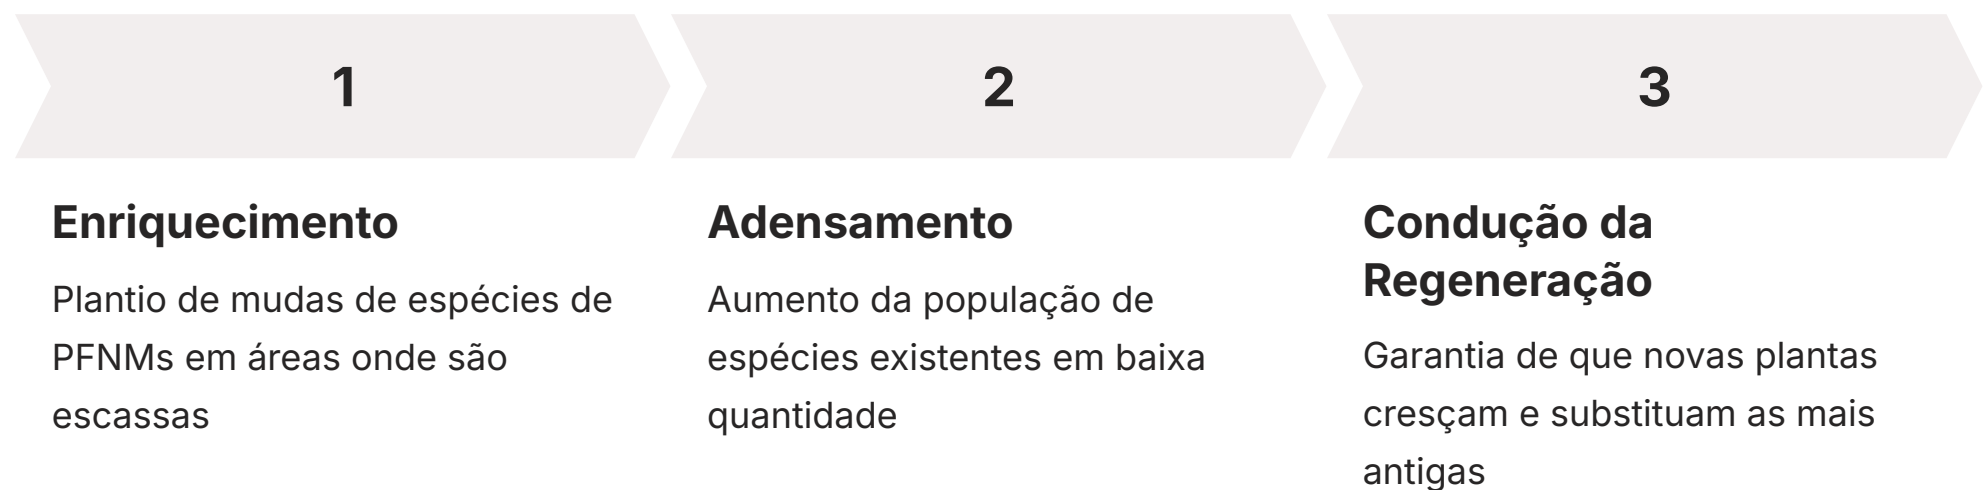 1
Enriquecimento
Plantio de mudas de espécies de
PFNMs em áreas onde são
escassas
2
Adensamento
Aumento da população de
espécies existentes em baixa
quantidade
3
Condução da
Regeneração
Garantia de que novas plantas
cresçam e substituam as mais
antigas